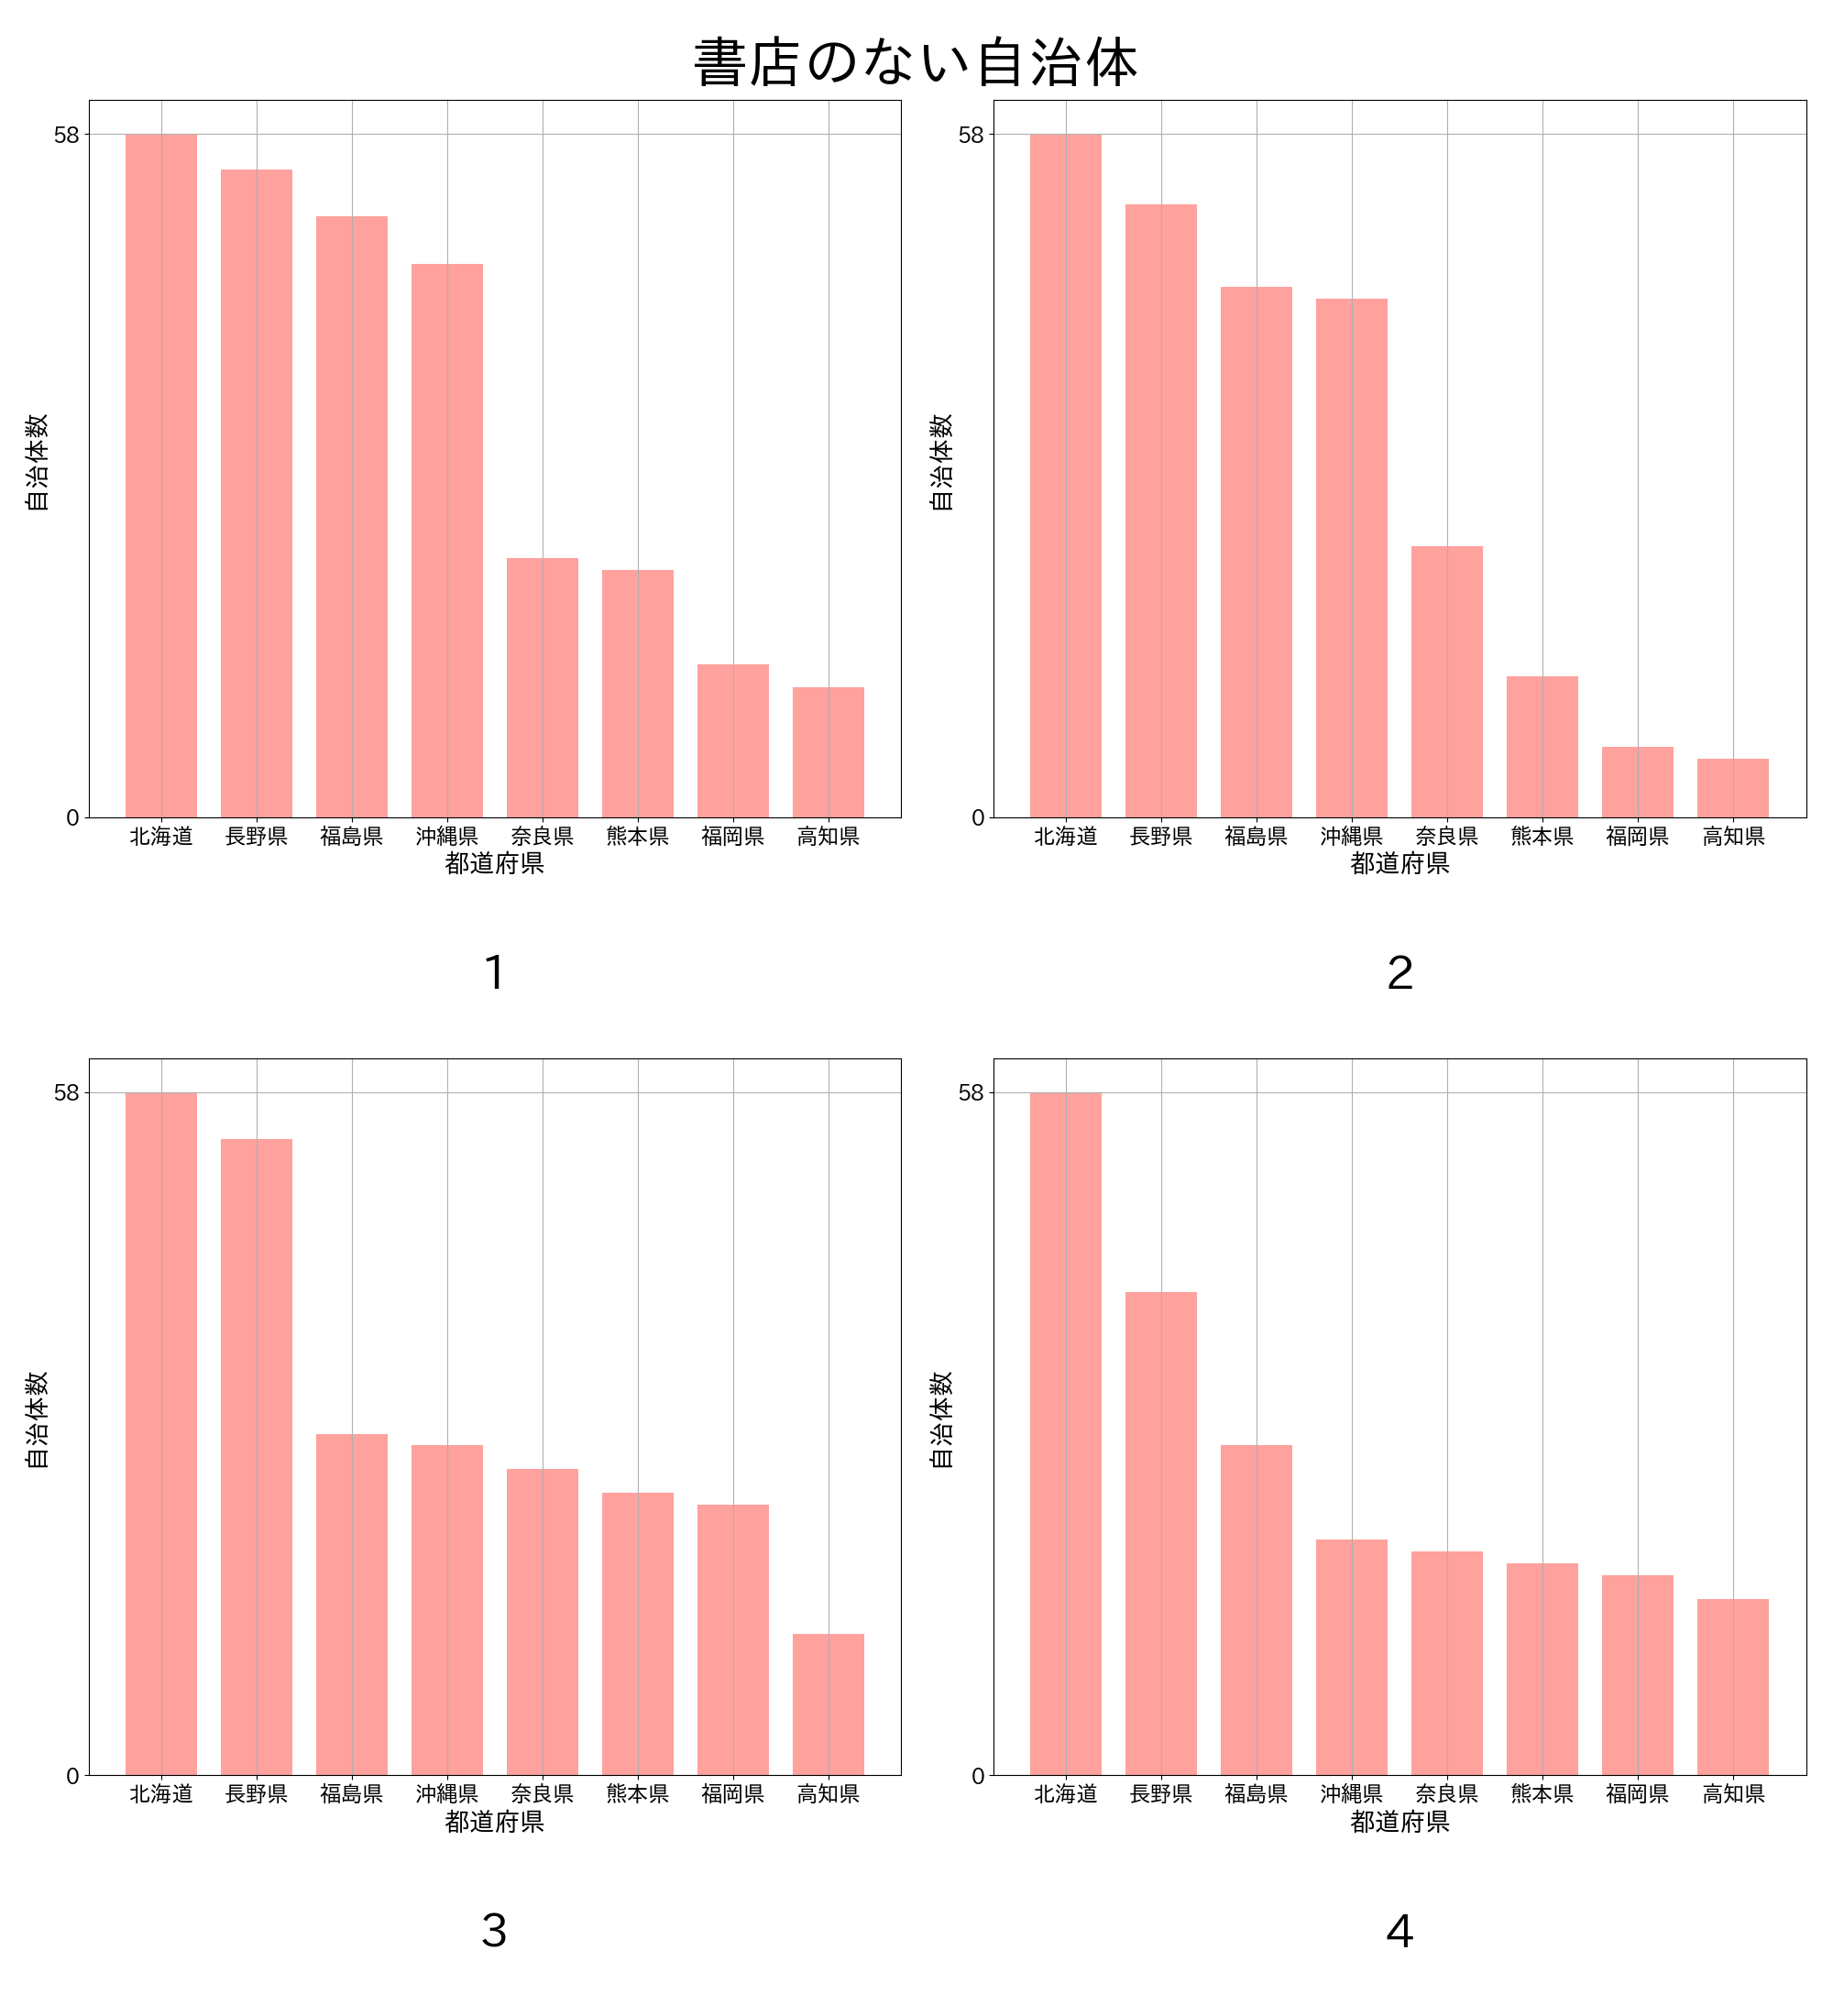 書店のない自治体
58
0
自治体数
北海道 長野県 福島県 沖縄県 奈良県 熊本県 福岡県 高知県
都道府県
1
58
0
自治体数
北海道 長野県 福島県 沖縄県 奈良県 熊本県 福岡県 高知県
都道府県
2
58
0
自治体数
北海道 長野県 福島県 沖縄県 奈良県 熊本県 福岡県 高知県
都道府県
3
58
0
自治体数
北海道 長野県 福島県 沖縄県 奈良県 熊本県 福岡県 高知県
都道府県
4